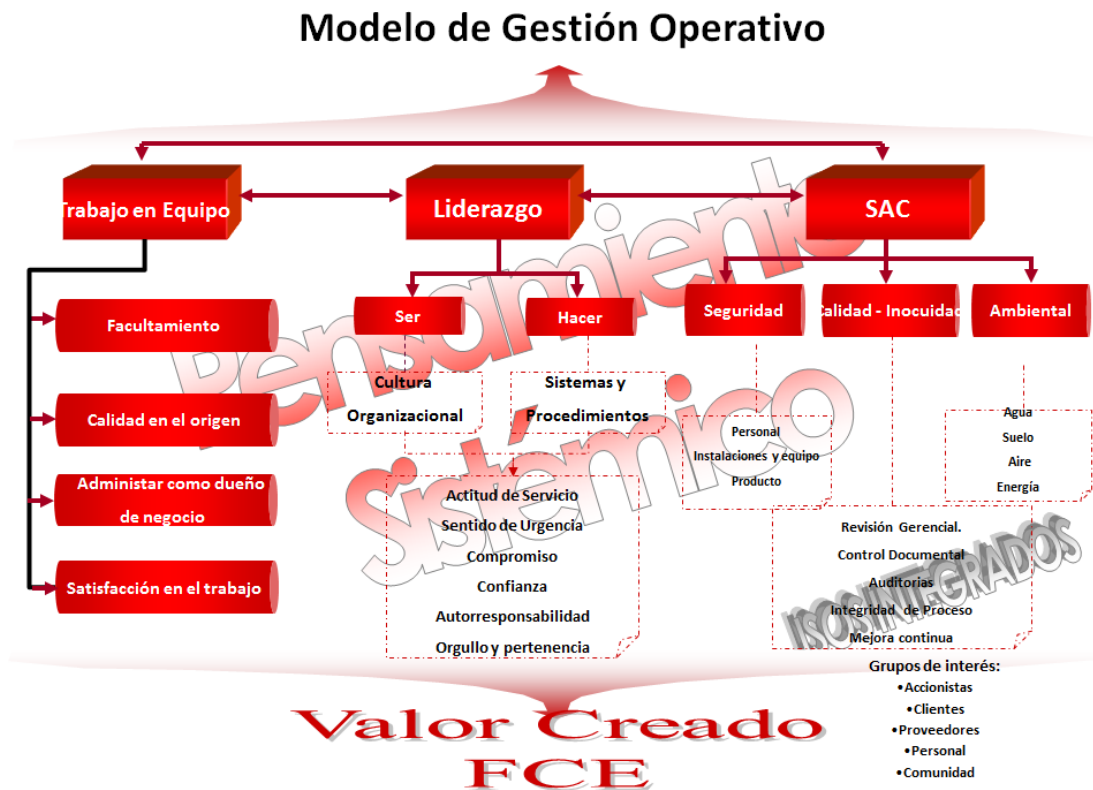 Modelo de Gestión Operativo
Trabajo en Equipo
Liderazgo
SAC
Facultamiento
Calidad en el origen
Administar como dueño
de negocio
Satisfacción en el trabajo
Ser
Hacer
Cultura
Organizacional
Sistemas y
Procedimientos
Actitud de Servicio
Sentido de Urgencia
Compromiso
Confianza
Autorresponsabilidad
Orgullo y pertenencia
Seguridad
Calidad - Inocuidad
Ambiental
Personal
Instalaciones y equipo
Producto
Agua
Suelo
Aire
Energía
Revisión Gerencial.
Control Documental
Auditorias
Integridad de Proceso
Mejora continua
Pensamiento
Sistémico
ISOS INTEGRADOS
Grupos de interés:
•Accionistas
•Clientes
•Proveedores
•Personal
•Comunidad
Valor Creado
FCE